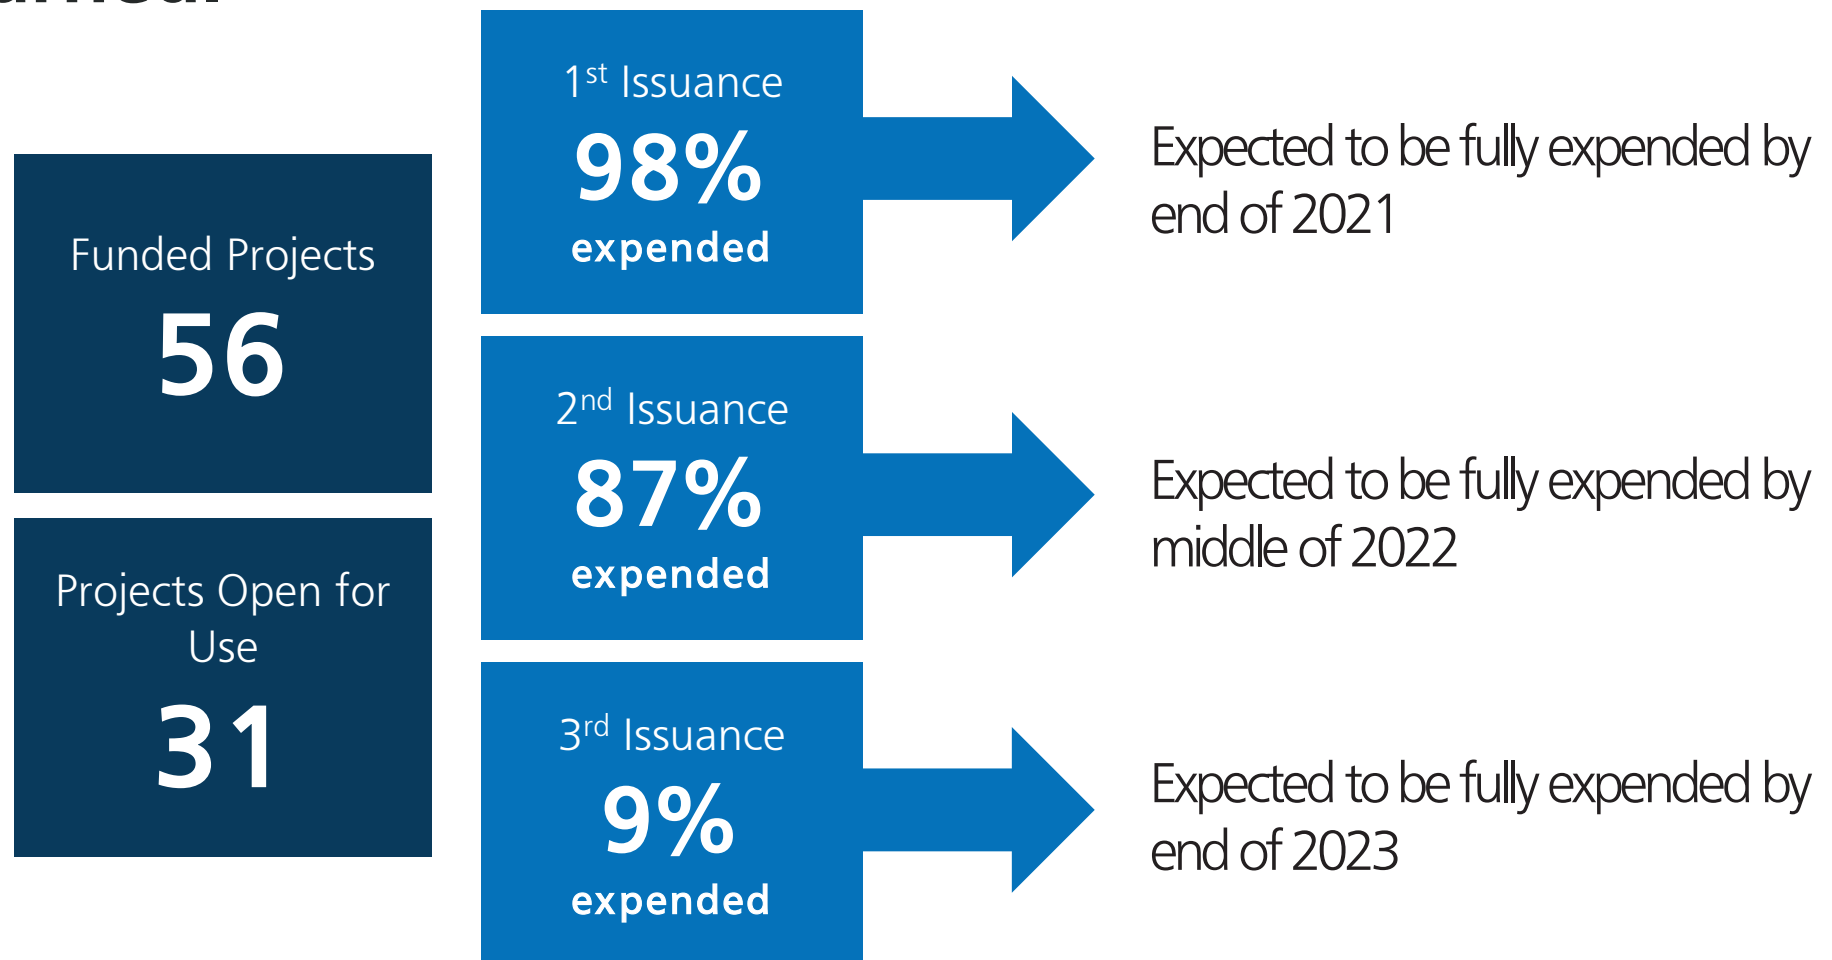 Funded Projects
56
Projects Open for
Use
31
1st Issuance
98%
expended
Expected to be fully expended by
end of 2021
2nd Issuance
87%
expended
Expected to be fully expended by
middle of 2022
3rd Issuance
9%
expended
Expected to be fully expended by
end of 2023